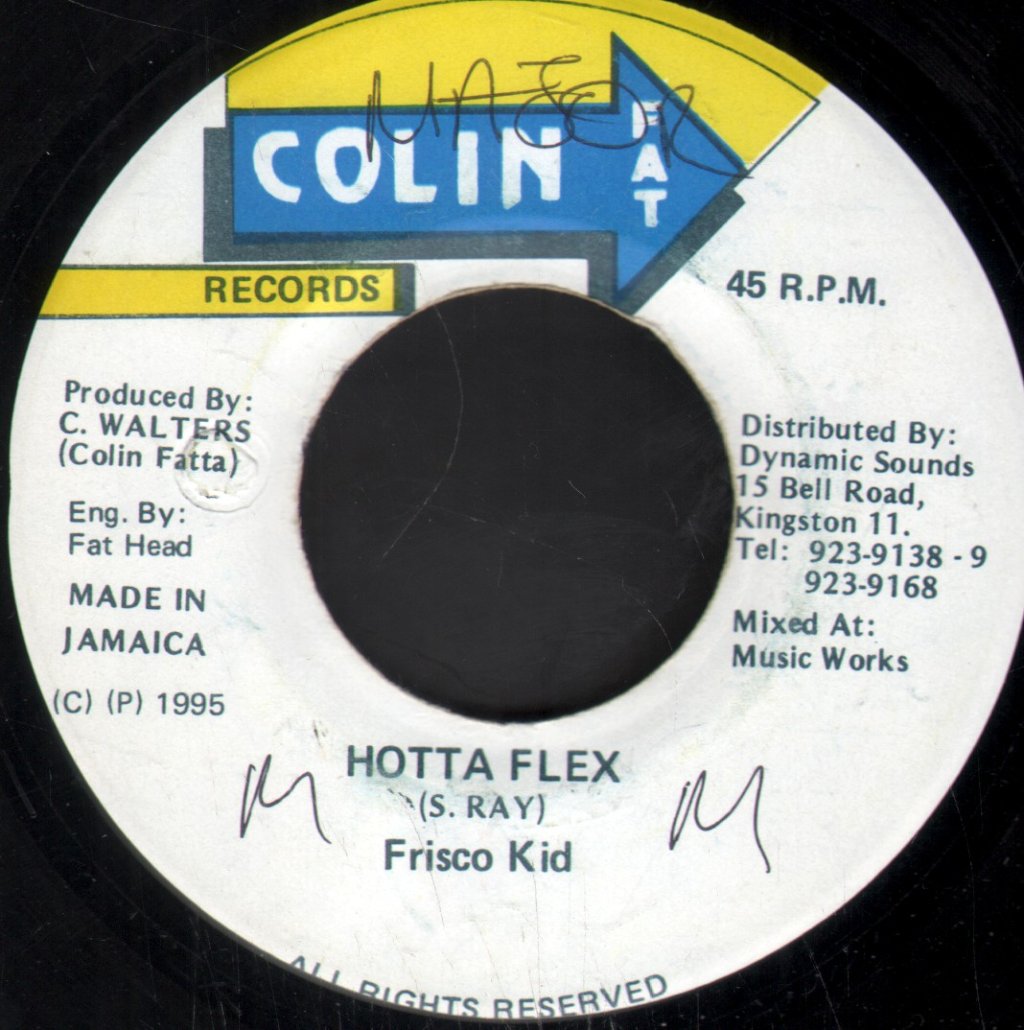 MAJOR
COLIN
FAT
RECORDS
45 R.P.M.
Produced By:
C. WALTERS
(Colin Fatta)
Eng. By:
Fat Head
MADE IN
JAMAICA
(C) (P) 1995
Distributed By:
Dynamic Sounds
15 Bell Road,
Kingston 11.
Tel: 923-9138 - 9
923-9168
Mixed At:
Music Works
M
M
HOTTA FLEX
(S. RAY)
Frisco Kid
ALL RIGHTS RESERVED